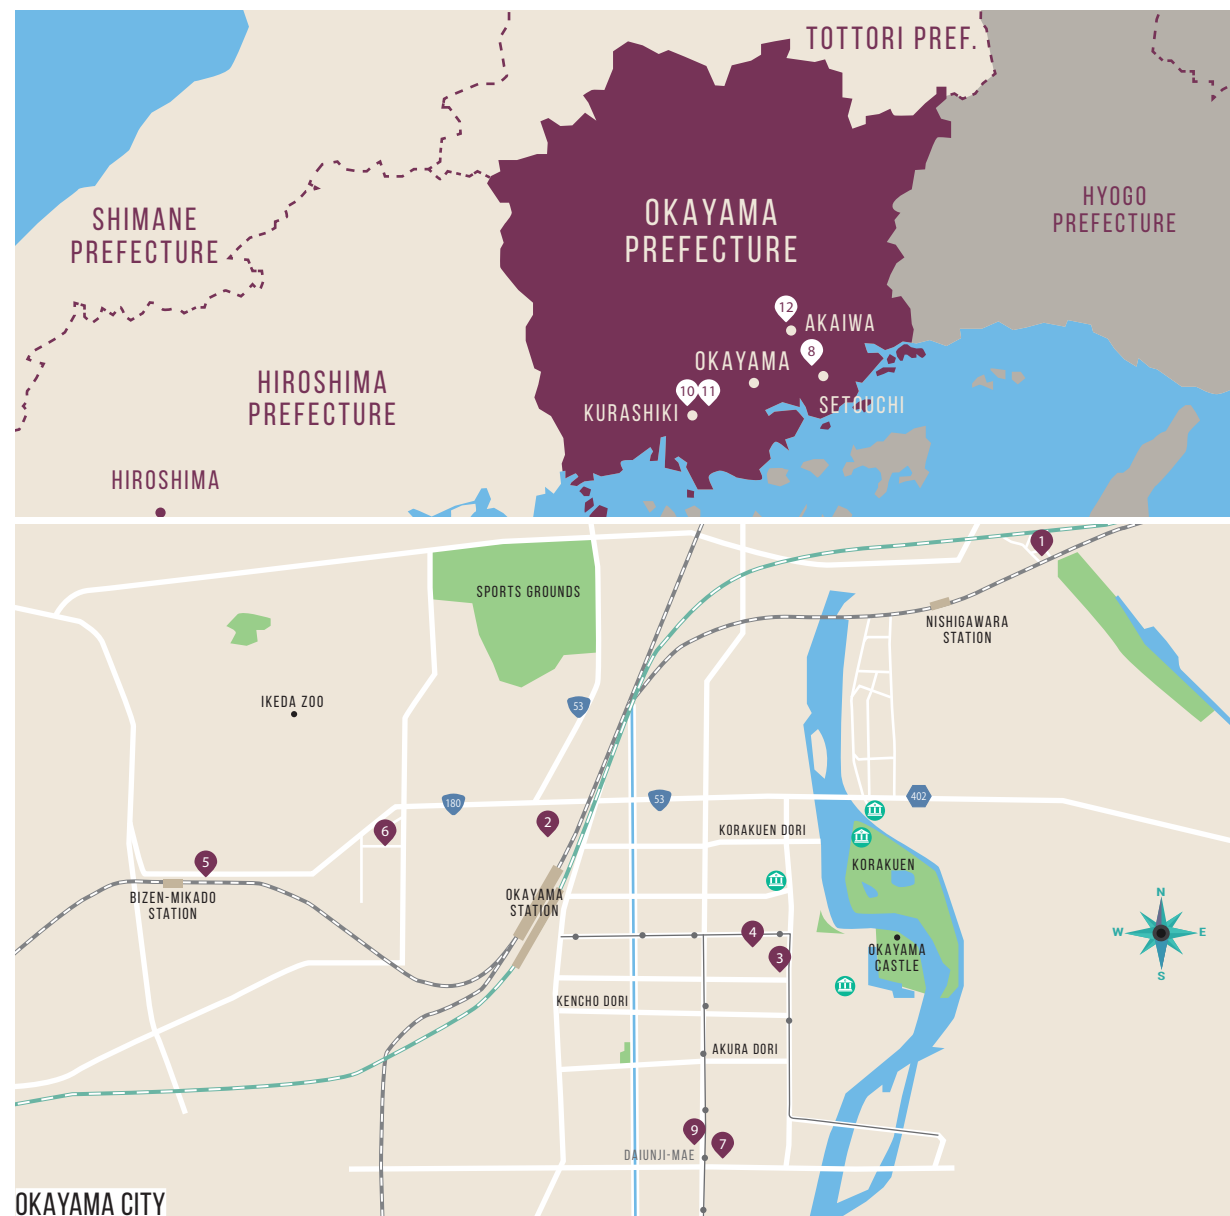 TOTTORI PREF.
SHIMANE
PREFECTURE
OKAYAMA
PREFECTURE
HYOGO
PREFECTURE
12
AKAIWA
8
OKAYAMA
10
11
SETOUCHI
KURASHIKI
HIROSHIMA
PREFECTURE
HIROSHIMA
1
SPORTS GROUNDS
NISHIGAWARA
STATION
IKEDA ZOO
53
180
53
402
2
6
KORAKUEN DORI
5
KORAKUEN
BIZEN-MIKADO
STATION
OKAYAMA
STATION
4
3
OKAYAMA
CASTLE
N
W
E
S
KENCHO DORI
AKURA DORI
9
7
DAIUNJI-MAE
OKAYAMA CITY